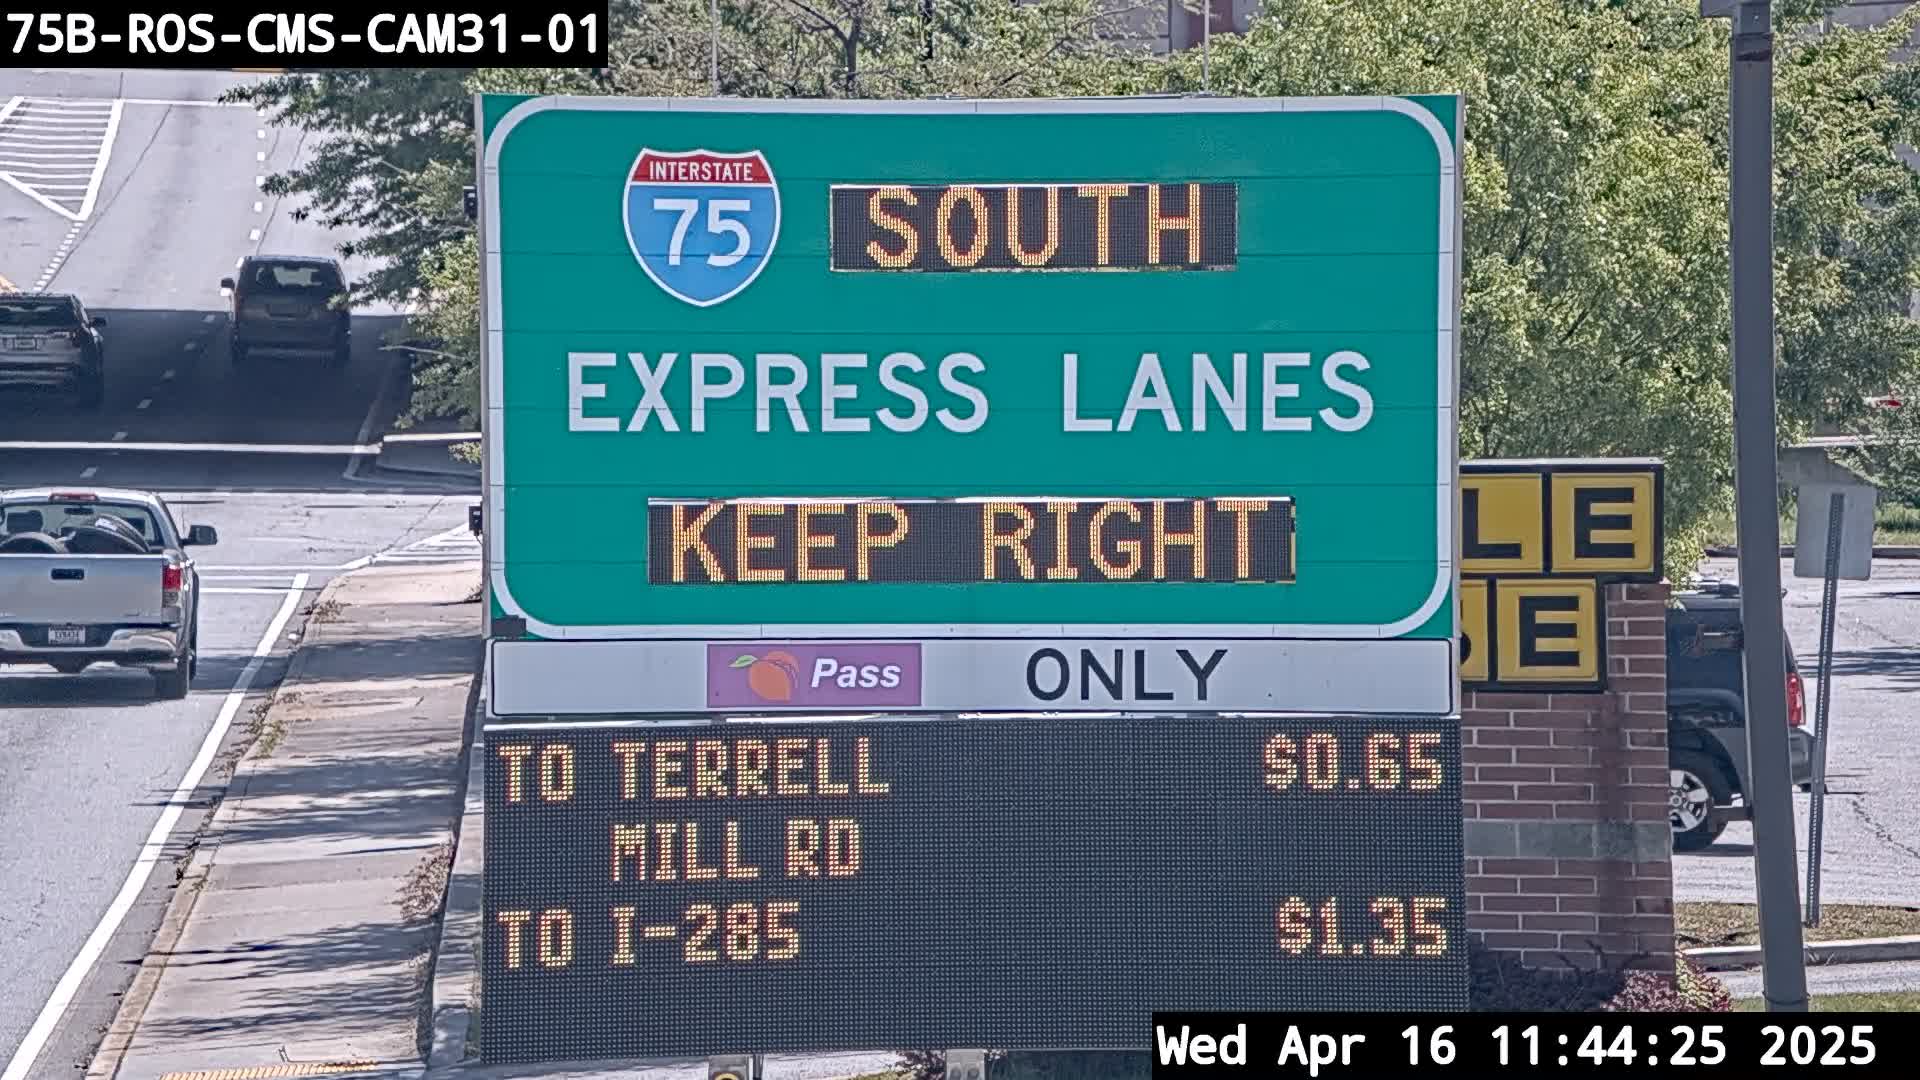 75B-ROS-CMS-CAM31-01
INTERSTATE
75
SOUTH
EXPRESS LANES
KEEP RIGHT
LE
E
Pass ONLY
TO TERRELL $0.65
MILL RD
TO I-285 $1.35
Wed Apr 16 11:44:25 2025